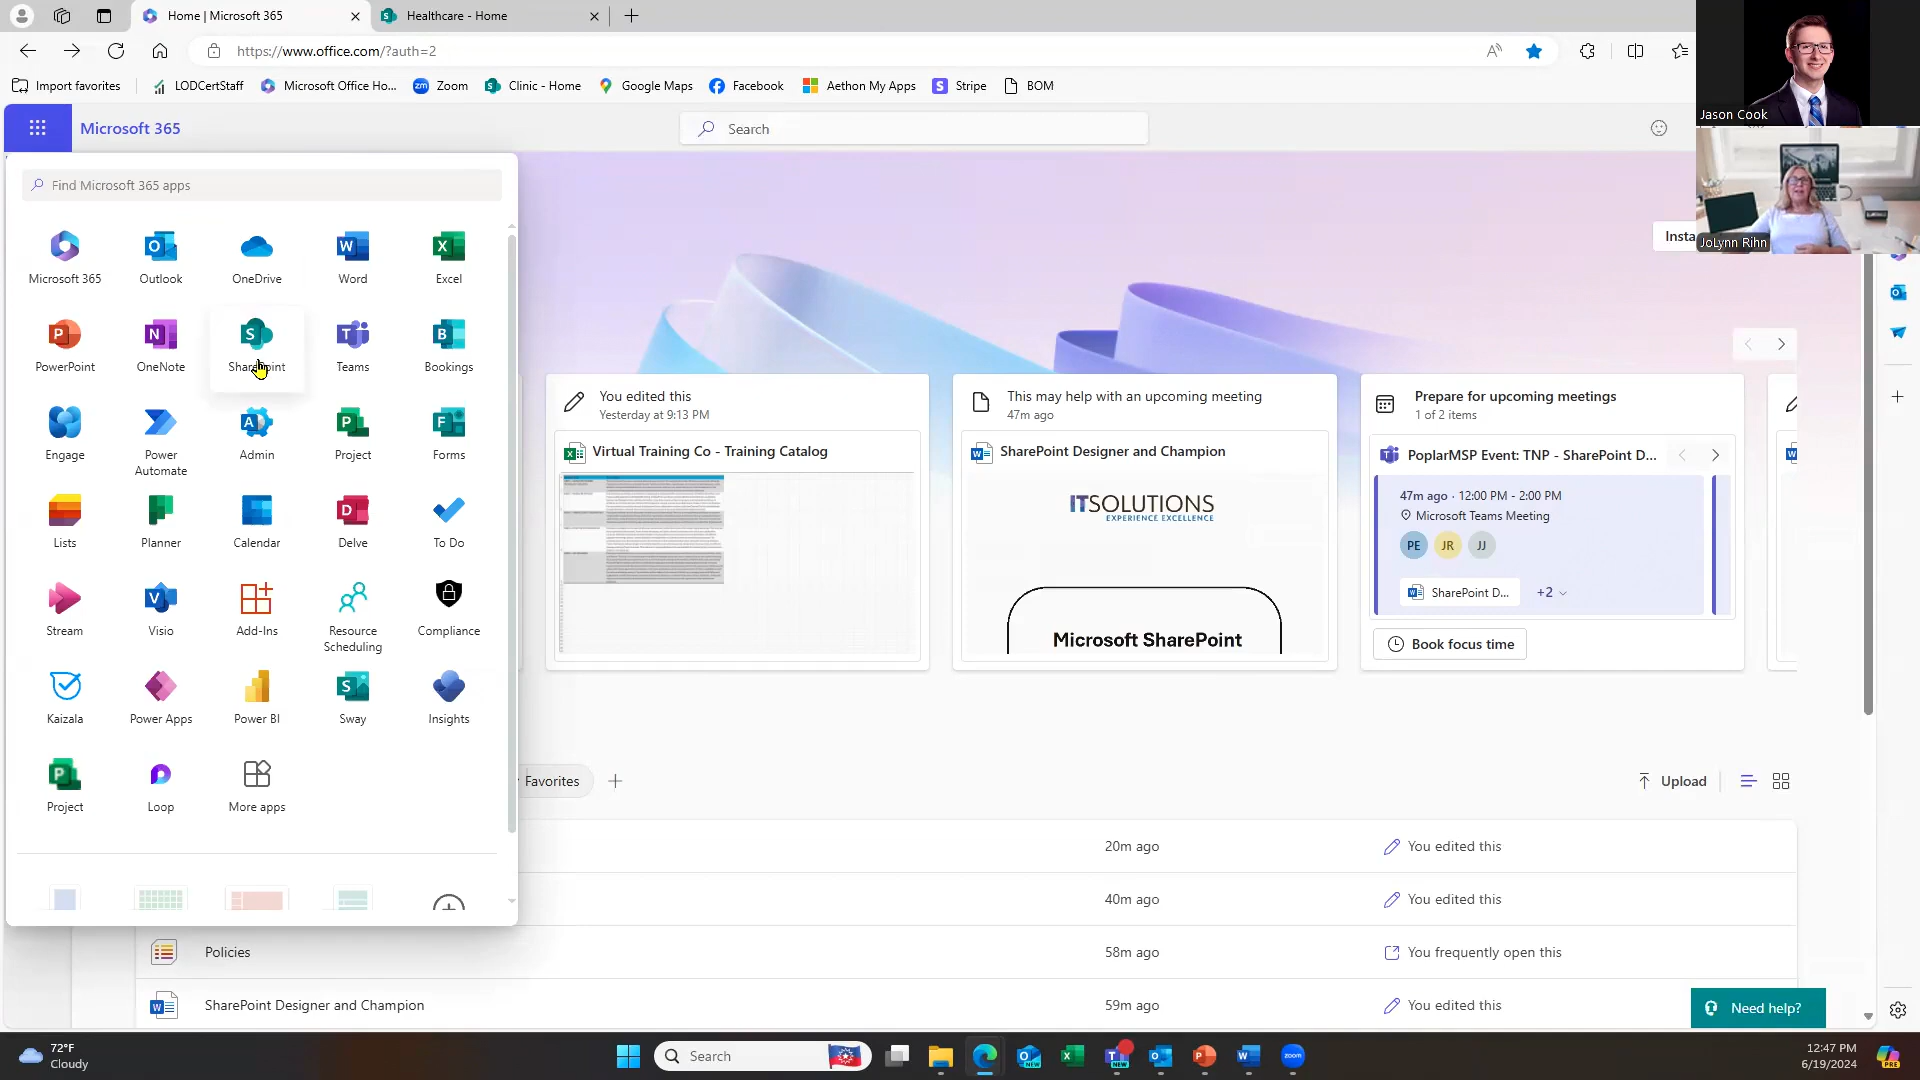 Home | Microsoft 365
Healthcare - Home
https://www.office.com/?auth=2
Import favorites
LODCertStaff
Microsoft Office Ho...
Zoom
Clinic - Home
Google Maps
Facebook
Aethon My Apps
Stripe
BOM
Jason Cook
JoLynn Rihn
Microsoft 365
Search
Find Microsoft 365 apps
Microsoft 365
Outlook
OneDrive
Word
Excel
PowerPoint
OneNote
SharePoint
Teams
Bookings
Engage
Power
Automate
Admin
Project
Forms
Lists
Planner
Calendar
Delve
To Do
Stream
Visio
Add-Ins
Resource
Scheduling
Compliance
Kaizala
Power Apps
Power BI
Sway
Insights
Project
Loop
More apps
Insta
You edited this
Yesterday at 9:13 PM
Virtual Training Co - Training Catalog
This may help with an upcoming meeting
47m ago
SharePoint Designer and Champion
ITSOLUTIONS
EXPERIENCE EXCELLENCE
Microsoft SharePoint
Prepare for upcoming meetings
1 of 2 items
PoplarMSP Event: TNP - SharePoint D...
47m ago · 12:00 PM - 2:00 PM
Microsoft Teams Meeting
PE JR JJ
SharePoint D...
+2
Book focus time
Favorites
Upload
20m ago
You edited this
40m ago
You edited this
Policies
58m ago
You frequently open this
SharePoint Designer and Champion
59m ago
You edited this
Need help?
72°F
Cloudy
Search
12:47 PM
6/19/2024